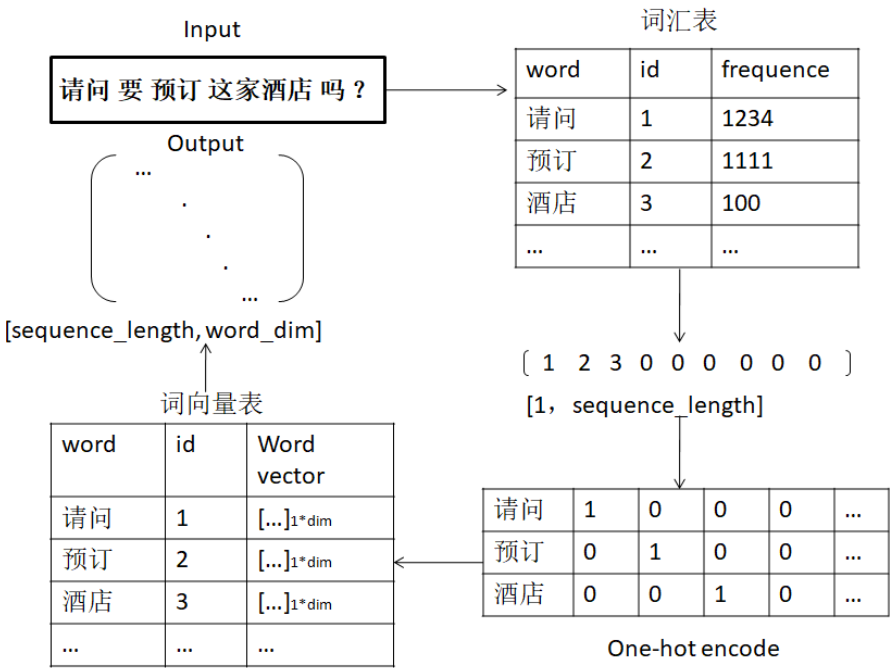 Input
请问 要 预订 这家酒店 吗 ？
词汇表
word id frequence
请问 1 1234
预订 2 1111
酒店 3 100
... ... ...
Output
...
.
.
.
...
[sequence_length, word_dim]
[ 1 2 3 0 0 0 0 0 0 ]
[1，sequence_length]
词向量表
word id Word
vector
请问 1 [...]1*dim
预订 2 [...]1*dim
酒店 3 [...]1*dim
... ... ...
请问 1 0 0 0 ...
预订 0 1 0 0 ...
酒店 0 0 1 0 ...
One-hot encode